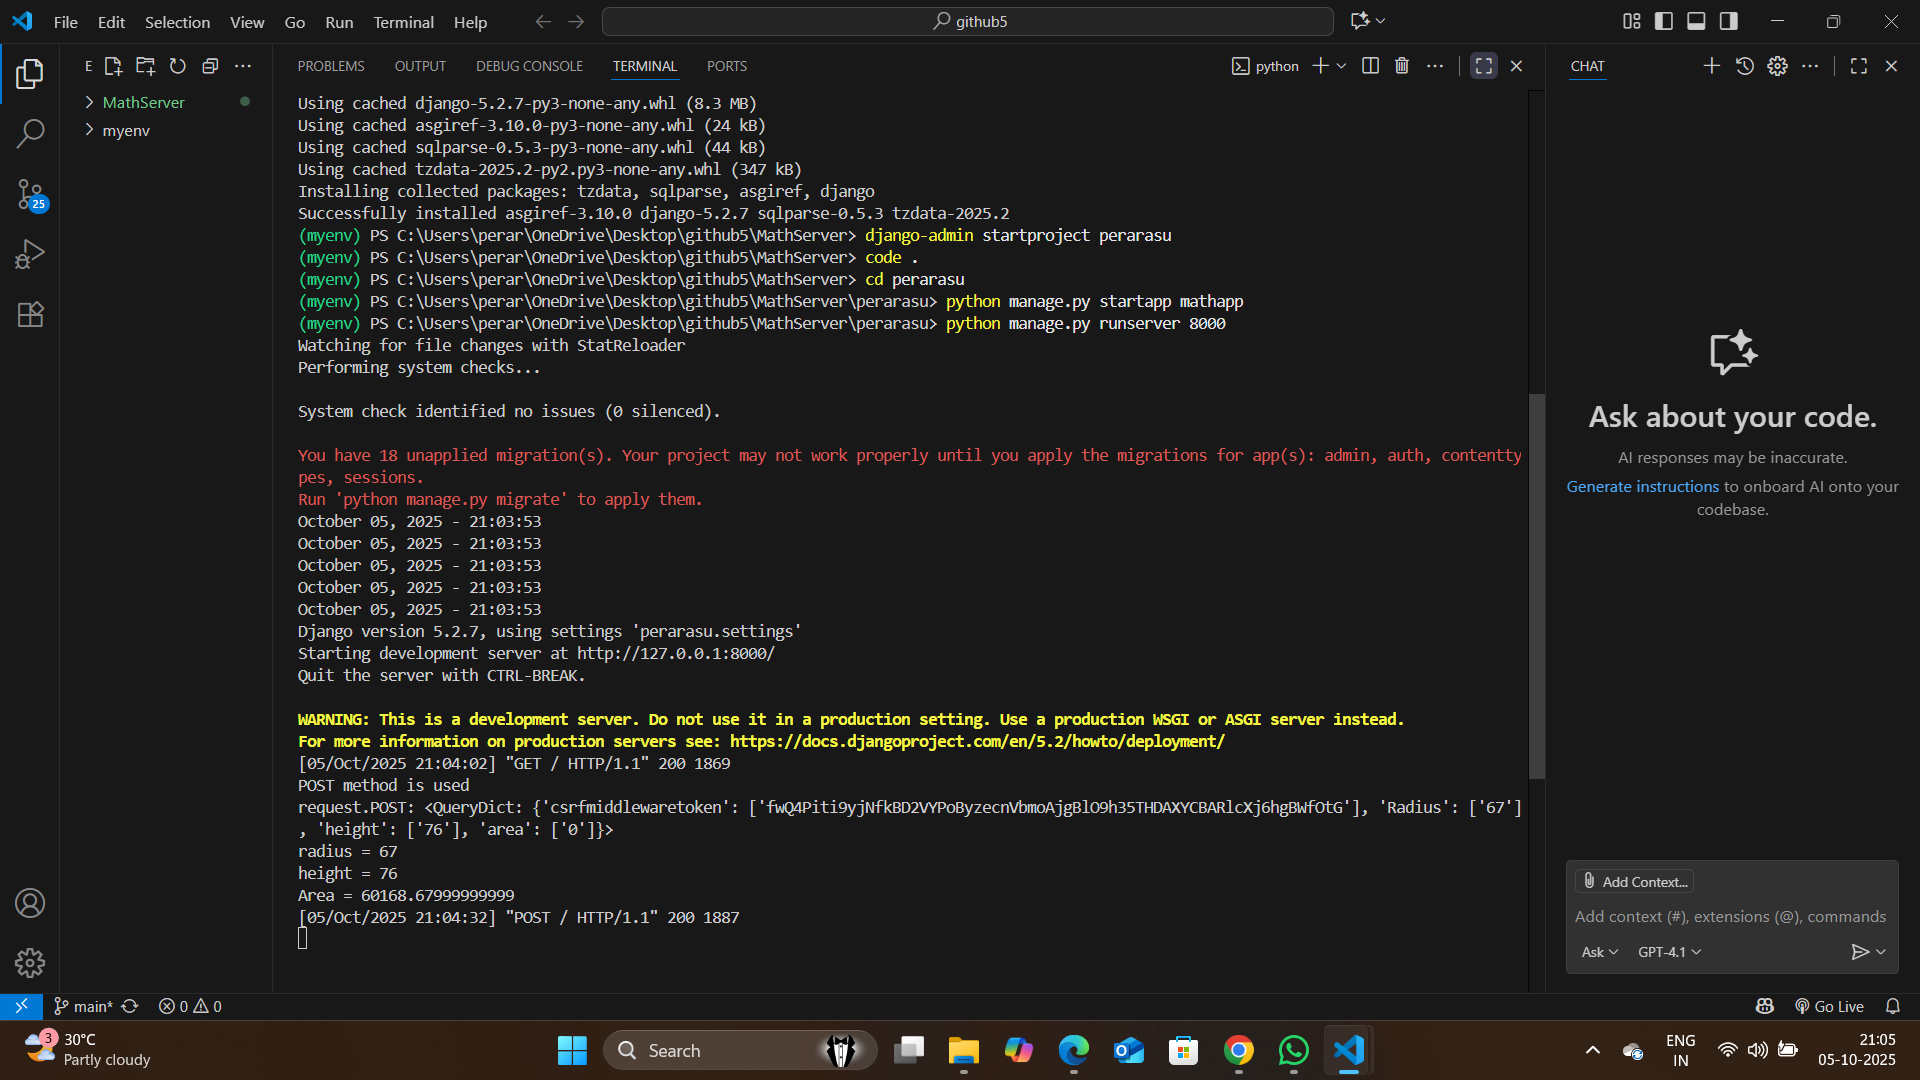 File Edit Selection View Go Run Terminal Help
github5
E
MathServer
myenv
25
PROBLEMS OUTPUT DEBUG CONSOLE TERMINAL PORTS
python
Using cached django-5.2.7-py3-none-any.whl (8.3 MB)
Using cached asgiref-3.10.0-py3-none-any.whl (24 kB)
Using cached sqlparse-0.5.3-py3-none-any.whl (44 kB)
Using cached tzdata-2025.2-py2.py3-none-any.whl (347 kB)
Installing collected packages: tzdata, sqlparse, asgiref, django
Successfully installed asgiref-3.10.0 django-5.2.7 sqlparse-0.5.3 tzdata-2025.2
(myenv) PS C:\Users\perar\OneDrive\Desktop\github5\MathServer> django-admin startproject perarasu
(myenv) PS C:\Users\perar\OneDrive\Desktop\github5\MathServer> code .
(myenv) PS C:\Users\perar\OneDrive\Desktop\github5\MathServer> cd perarasu
(myenv) PS C:\Users\perar\OneDrive\Desktop\github5\MathServer\perarasu> python manage.py startapp mathapp
(myenv) PS C:\Users\perar\OneDrive\Desktop\github5\MathServer\perarasu> python manage.py runserver 8000
Watching for file changes with StatReloader
Performing system checks...
System check identified no issues (0 silenced).
You have 18 unapplied migration(s). Your project may not work properly until you apply the migrations for app(s): admin, auth, contentty
pes, sessions.
Run 'python manage.py migrate' to apply them.
October 05, 2025 - 21:03:53
October 05, 2025 - 21:03:53
October 05, 2025 - 21:03:53
October 05, 2025 - 21:03:53
October 05, 2025 - 21:03:53
Django version 5.2.7, using settings 'perarasu.settings'
Starting development server at http://127.0.0.1:8000/
Quit the server with CTRL-BREAK.
WARNING: This is a development server. Do not use it in a production setting. Use a production WSGI or ASGI server instead.
For more information on production servers see: https://docs.djangoproject.com/en/5.2/howto/deployment/
[05/Oct/2025 21:04:02] "GET / HTTP/1.1" 200 1869
POST method is used
request.POST: <QueryDict: {'csrfmiddlewaretoken': ['fwQ4Piti9yjNfkBD2VYPoByzecnVbmoAjgBlO9h35THDAXYCBARlcXj6hgBWfOtG'], 'Radius': ['67']
, 'height': ['76'], 'area': ['0']}>
radius = 67
height = 76
Area = 60168.67999999999
[05/Oct/2025 21:04:32] "POST / HTTP/1.1" 200 1887
CHAT
Ask about your code.
AI responses may be inaccurate.
Generate instructions to onboard AI onto your
codebase.
Add Context...
Add context (#), extensions (@), commands
Ask GPT-4.1
main* 0 0
Go Live
3
30°C
Partly cloudy
Search
ENG
IN
21:05
05-10-2025